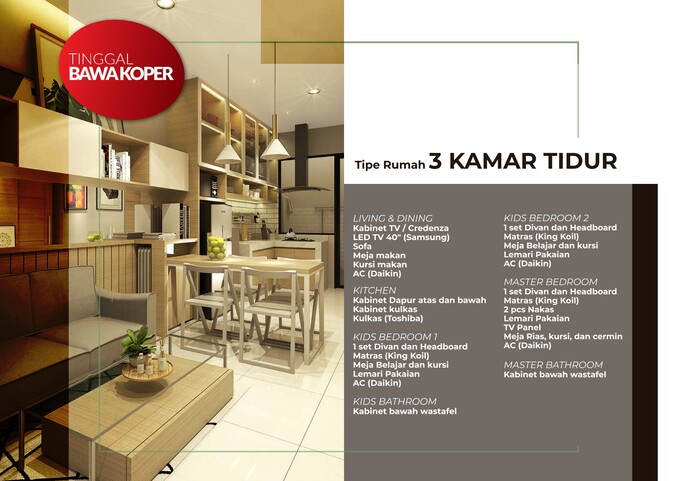 TINGGAL
BAWA KOPER
Tipe Rumah 3 KAMAR TIDUR
LIVING & DINING
Kabinet TV / Credenza
LED TV 40" (Samsung)
Sofa
Meja makan
Kursi makan
AC (Daikin)
KITCHEN
Kabinet Dapur atas dan bawah
Kabinet kulkas
Kulkas (Toshiba)
KIDS BEDROOM 1
1 set Divan dan Headboard
Matras (King Koil)
Meja Belajar dan kursi
Lemari Pakaian
AC (Daikin)
KIDS BATHROOM
Kabinet bawah wastafel
KIDS BEDROOM 2
1 set Divan dan Headboard
Matras (King Koil)
Meja Belajar dan kursi
Lemari Pakaian
AC (Daikin)
MASTER BEDROOM
1 set Divan dan Headboard
Matras (King Koil)
2 pcs Nakas
Lemari Pakaian
TV Panel
Meja Rias, kursi, dan cermin
AC (Daikin)
MASTER BATHROOM
Kabinet bawah wastafel